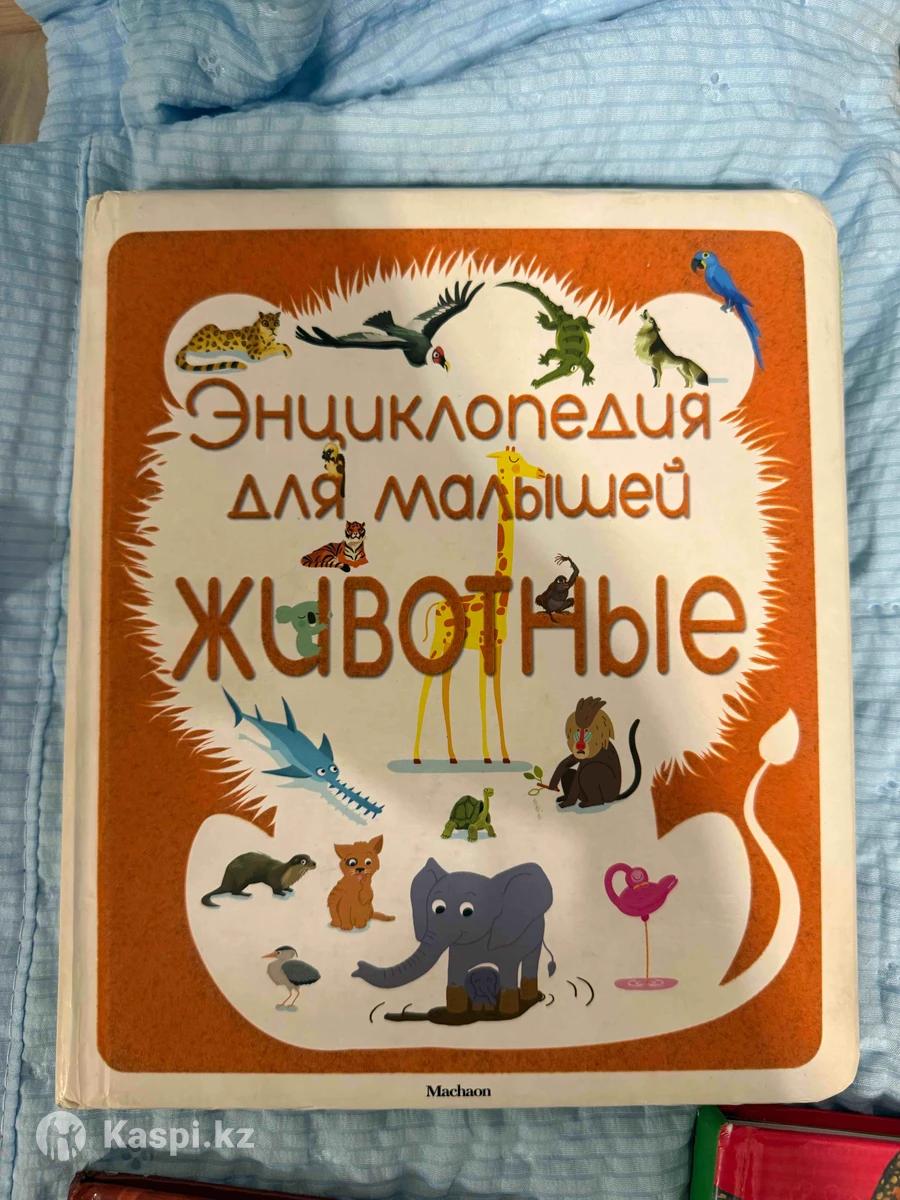 Энциклопедия
для малышей
животные
Machaon
Kaspi.kz